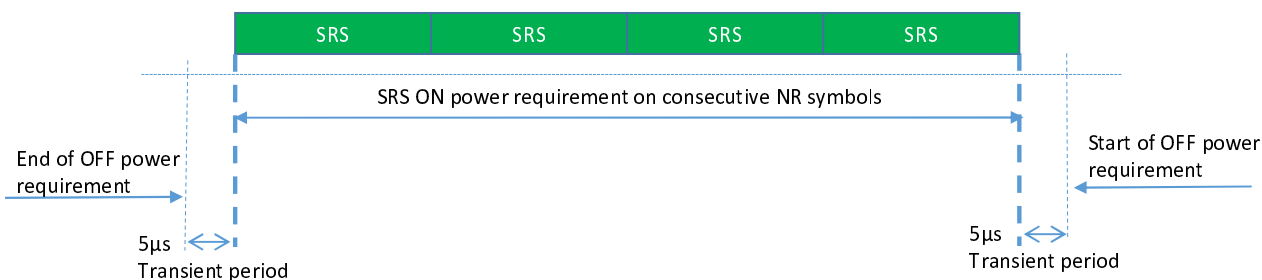 SRS SRS SRS SRS
SRS ON power requirement on consecutive NR symbols
End of OFF power
requirement
Start of OFF power
requirement
5µs
Transient period
5µs
Transient period